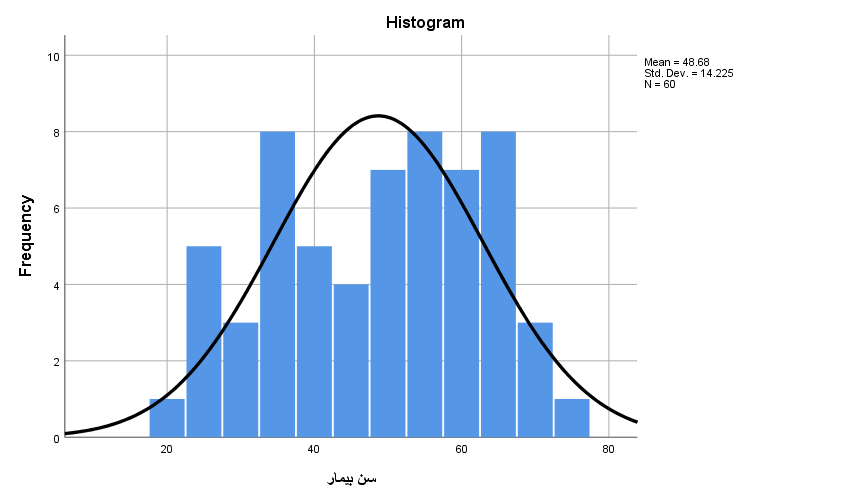 Histogram
Mean = 48.68
Std. Dev. = 14.225
N = 60
Frequency
10
8
6
4
2
0
20 40 60 80
سن بیمار